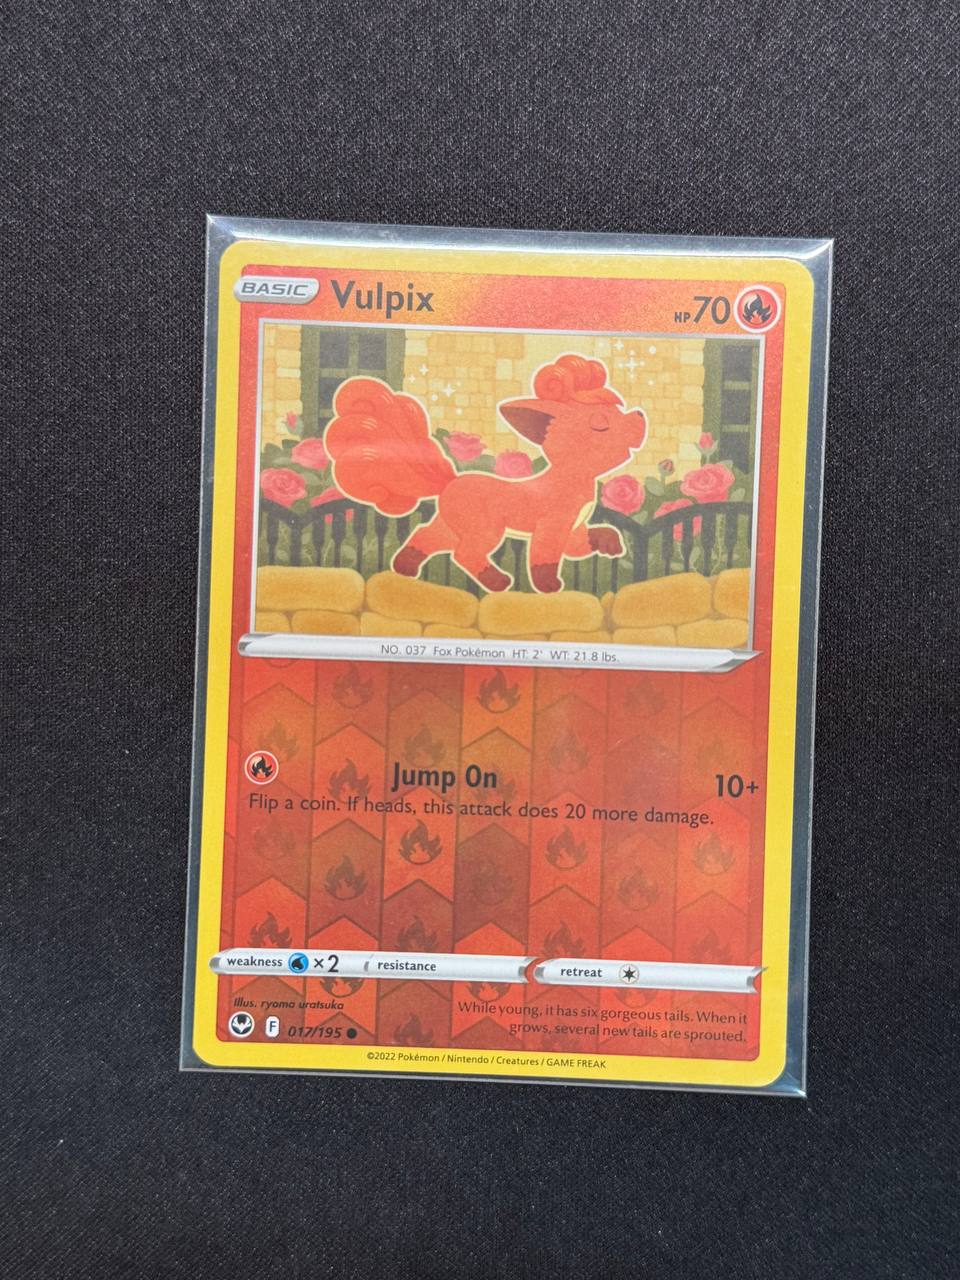 BASIC Vulpix HP 70
NO. 037 Fox Pokémon HT: 2' WT: 21.8 lbs.
Jump On 10+
Flip a coin. If heads, this attack does 20 more damage.
weakness ×2 resistance retreat
Illus. ryoma uratsuka
F 017/195
While young, it has six gorgeous tails. When it
grows, several new tails are sprouted.
©2022 Pokémon / Nintendo / Creatures / GAME FREAK